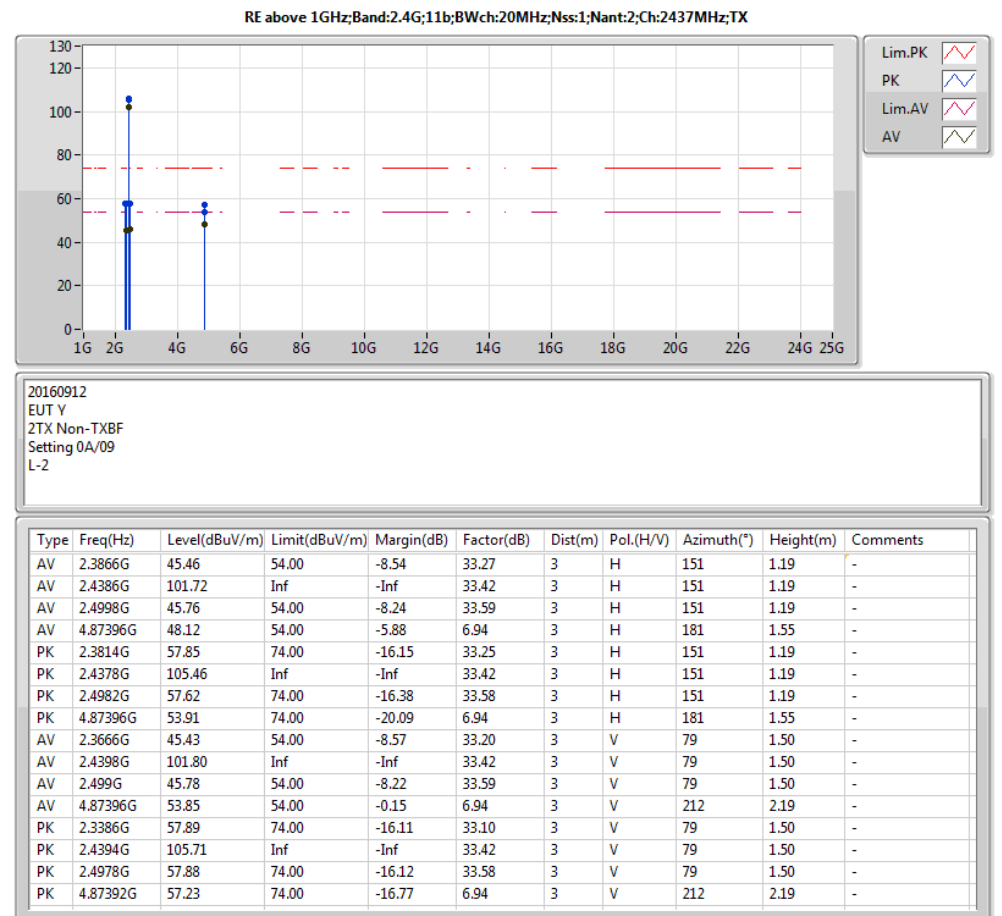 RE above 1GHz;Band:2.4G;11b;BWch:20MHz;Nss:1;Nant:2;Ch:2437MHz;TX
130
120
100
80
60
40
20
0
1G 2G 4G 6G 8G 10G 12G 14G 16G 18G 20G 22G 24G 25G
Lim.PK
PK
Lim.AV
AV
20160912
EUT Y
2TX Non-TXBF
Setting 0A/09
L-2
Type Freq(Hz) Level(dBuV/m) Limit(dBuV/m) Margin(dB) Factor(dB) Dist(m) Pol.(H/V) Azimuth(°) Height(m) Comments
AV 2.3866G 45.46 54.00 -8.54 33.27 3 H 151 1.19 -
AV 2.4386G 101.72 Inf -Inf 33.42 3 H 151 1.19 -
AV 2.4998G 45.76 54.00 -8.24 33.59 3 H 151 1.19 -
AV 4.87396G 48.12 54.00 -5.88 6.94 3 H 181 1.55 -
PK 2.3814G 57.85 74.00 -16.15 33.25 3 H 151 1.19 -
PK 2.4378G 105.46 Inf -Inf 33.42 3 H 151 1.19 -
PK 2.4982G 57.62 74.00 -16.38 33.58 3 H 151 1.19 -
PK 4.87396G 53.91 74.00 -20.09 6.94 3 H 181 1.55 -
AV 2.3666G 45.43 54.00 -8.57 33.20 3 V 79 1.50 -
AV 2.4398G 101.80 Inf -Inf 33.42 3 V 79 1.50 -
AV 2.499G 45.78 54.00 -8.22 33.59 3 V 79 1.50 -
AV 4.87396G 53.85 54.00 -0.15 6.94 3 V 212 2.19 -
PK 2.3386G 57.89 74.00 -16.11 33.10 3 V 79 1.50 -
PK 2.4394G 105.71 Inf -Inf 33.42 3 V 79 1.50 -
PK 2.4978G 57.88 74.00 -16.12 33.58 3 V 79 1.50 -
PK 4.87392G 57.23 74.00 -16.77 6.94 3 V 212 2.19 -